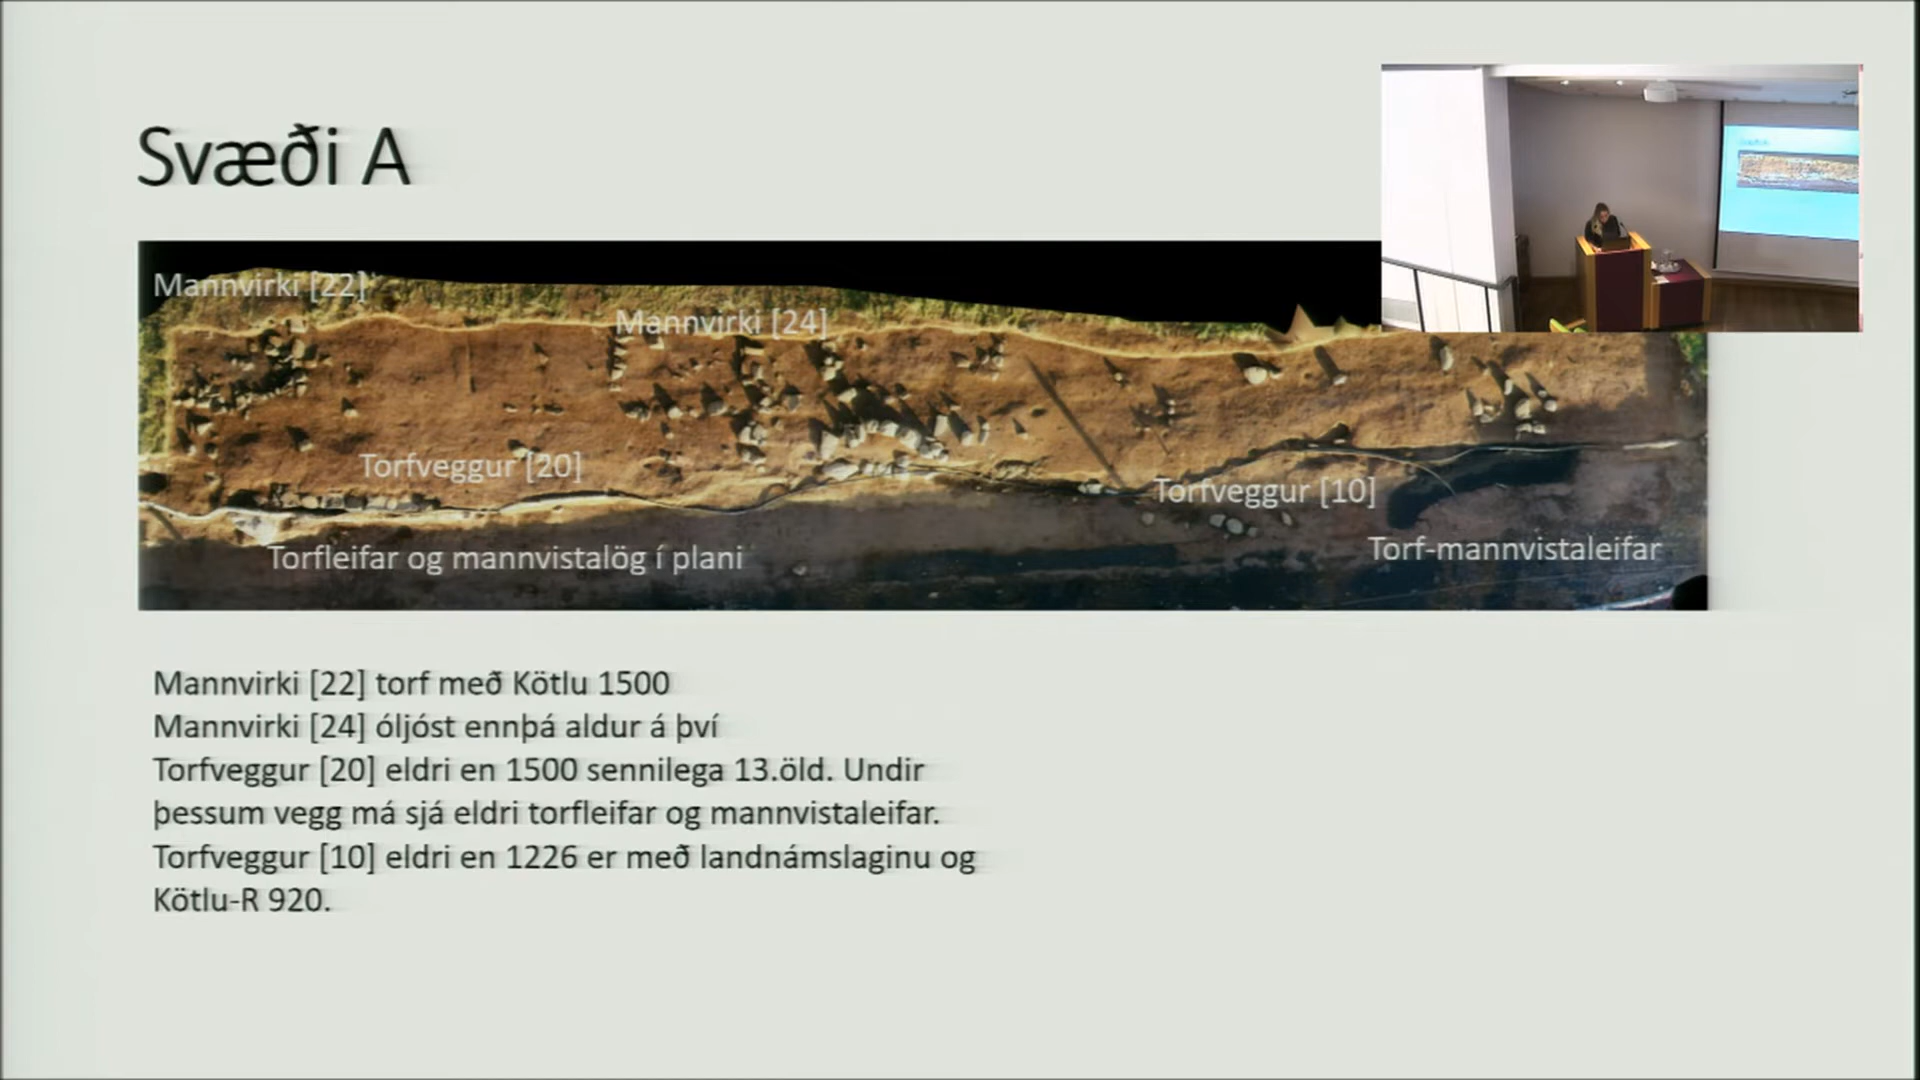 Svæði A
Mannvirki [22]
Mannvirki [24]
Torfveggur [20]
Torfveggur [10]
Torf-mannvistaleifar
Torfleifar og mannvistalög í plani
Mannvirki [22] torf með Kötlu 1500
Mannvirki [24] óljóst ennþá aldur á því
Torfveggur [20] eldri en 1500 sennilega 13.öld. Undir
þessum vegg má sjá eldri torfleifar og mannvistaleifar.
Torfveggur [10] eldri en 1226 er með landnámslaginu og
Kötlu-R 920.